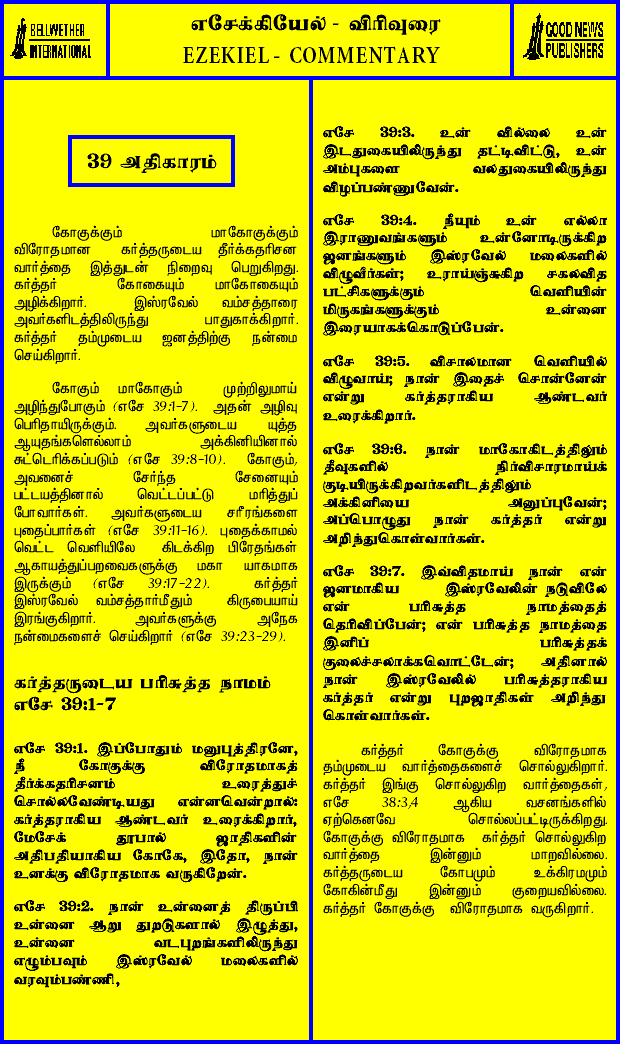 BELLWETHER
INTERNATIONAL
எசேக்கியேல் - விரிவுரை
EZEKIEL - COMMENTARY
GOOD NEWS
PUBLISHERS
39 அதிகாரம்
கோகுக்கும் மாகோகுக்கும்
விரோதமான கர்த்தருடைய தீர்க்கதரிசன
வார்த்தை இத்துடன் நிறைவு பெறுகிறது.
கர்த்தர் கோகையும் மாகோகையும்
அழிக்கிறார். இஸ்ரவேல் வம்சத்தாரை
அவர்களிடத்திலிருந்து பாதுகாக்கிறார்.
கர்த்தர் தம்முடைய ஜனத்திற்கு நன்மை
செய்கிறார்.
கோகும் மாகோகும் முற்றிலுமாய்
அழிந்துபோகும் (எசே 39:1-7). அதன் அழிவு
பெரிதாயிருக்கும். அவர்களுடைய யுத்த
ஆயுதங்களெல்லாம் அக்கினியினால்
சுட்டெரிக்கப்படும் (எசே 39:8-10). கோகும்,
அவனைச் சேர்ந்த சேனையும்
பட்டயத்தினால் வெட்டப்பட்டு மரித்துப்
போவார்கள். அவர்களுடைய சரீரங்களை
புதைப்பார்கள் (எசே 39:11-16). புதைக்காமல்
வெட்ட வெளியிலே கிடக்கிற பிரேதங்கள்
ஆகாயத்துப்பறவைகளுக்கு மகா யாகமாக
இருக்கும் (எசே 39:17-22). கர்த்தர்
இஸ்ரவேல் வம்சத்தார்மீதும் கிருபையாய்
இரங்குகிறார். அவர்களுக்கு அநேக
நன்மைகளைச் செய்கிறார் (எசே 39:23-29).
கர்த்தருடைய பரிசுத்த நாமம்
எசே 39:1-7
எசே 39:1. இப்போதும் மனுபுத்திரனே,
நீ கோகுக்கு விரோதமாகத்
தீர்க்கதரிசனம் உரைத்துச்
சொல்லவேண்டியது என்னவென்றால்:
கர்த்தராகிய ஆண்டவர் உரைக்கிறார்,
மேசேக் தூபால் ஜாதிகளின்
அதிபதியாகிய கோகே, இதோ, நான்
உனக்கு விரோதமாக வருகிறேன்.
எசே 39:2. நான் உன்னைத் திருப்பி
உன்னை ஆறு துறடுகளால் இழுத்து,
உன்னை வடபுறங்களிலிருந்து
எழும்பவும் இஸ்ரவேல் மலைகளில்
வரவும்பண்ணி,
எசே 39:3. உன் வில்லை உன்
இடதுகையிலிருந்து தட்டிவிட்டு, உன்
அம்புகளை வலதுகையிலிருந்து
விழப்பண்ணுவேன்.
எசே 39:4. நீயும் உன் எல்லா
இராணுவங்களும் உன்னோடிருக்கிற
ஜனங்களும் இஸ்ரவேல் மலைகளில்
விழுவீர்கள்; உராய்ஞ்சுகிற சகலவித
பட்சிகளுக்கும் வெளியின்
மிருகங்களுக்கும் உன்னை
இரையாகக்கொடுப்பேன்.
எசே 39:5. விசாலமான வெளியில்
விழுவாய்; நான் இதைச் சொன்னேன்
என்று கர்த்தராகிய ஆண்டவர்
உரைக்கிறார்.
எசே 39:6. நான் மாகோகிடத்திலும்
தீவுகளில் நிர்விசாரமாய்க்
குடியிருக்கிறவர்களிடத்திலும்
அக்கினியை அனுப்புவேன்;
அப்பொழுது நான் கர்த்தர் என்று
அறிந்துகொள்வார்கள்.
எசே 39:7. இவ்விதமாய் நான் என்
ஜனமாகிய இஸ்ரவேலின் நடுவிலே
என் பரிசுத்த நாமத்தைத்
தெரிவிப்பேன்; என் பரிசுத்த நாமத்தை
இனிப் பரிசுத்தக்
குலைச்சலாக்கவொட்டேன்; அதினால்
நான் இஸ்ரவேலில் பரிசுத்தராகிய
கர்த்தர் என்று புறஜாதிகள் அறிந்து
கொள்வார்கள்.
கர்த்தர் கோகுக்கு விரோதமாக
தம்முடைய வார்த்தைகளைச் சொல்லுகிறார்.
கர்த்தர் இங்கு சொல்லுகிற வார்த்தைகள்,
எசே 38:3,4 ஆகிய வசனங்களில்
ஏற்கெனவே சொல்லப்பட்டிருக்கிறது.
கோகுக்கு விரோதமாக கர்த்தர் சொல்லுகிற
வார்த்தை இன்னும் மாறவில்லை.
கர்த்தருடைய கோபமும் உக்கிரமமும்
கோகின்மீது இன்னும் குறையவில்லை.
கர்த்தர் கோகுக்கு விரோதமாக வருகிறார்.